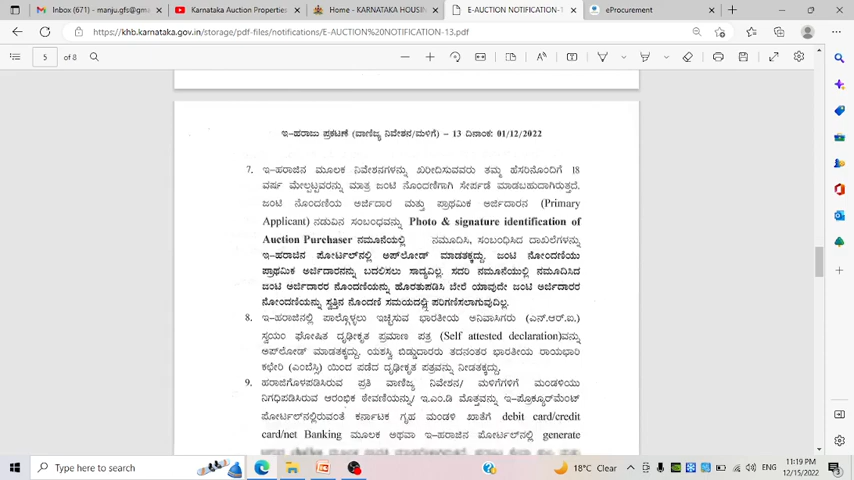 Inbox (671) - manju.gfs@gma
Karnataka Auction Properties
Home - KARNATAKA HOUSIN
E-AUCTION NOTIFICATION-1
eProcurement
https://khb.karnataka.gov.in/storage/pdf-files/notifications/E-AUCTION%20NOTIFICATION-13.pdf
5 of 8
ಇ-ಹರಾಜು ಪ್ರಕಟಣೆ (ವಾಣಿಜ್ಯ ನಿವೇಶನ/ಮಳಿಗೆ) – 13 ದಿನಾಂಕ: 01/12/2022
7. ಇ-ಹರಾಜಿನ ಮೂಲಕ ನಿವೇಶನಗಳನ್ನು ಖರೀದಿಸುವವರು ತಮ್ಮ ಹೆಸರಿನೊಂದಿಗೆ 18
ವರ್ಷ ಮೇಲ್ಪಟ್ಟವರನ್ನು ಮಾತ್ರ ಜಂಟಿ ನೊಂದಣಿಗಾಗಿ ಸೇರ್ಪಡೆ ಮಾಡಬಹುದಾಗಿರುತ್ತದೆ.
ಜಂಟಿ ನೊಂದಣಿಯ ಅರ್ಜಿದಾರ ಮತ್ತು ಪ್ರಾಥಮಿಕ ಅರ್ಜಿದಾರನ (Primary
Applicant) ನಡುವಿನ ಸಂಬಂಧವನ್ನು Photo & signature identification of
Auction Purchaser ನಮೂನೆಯಲ್ಲಿ ನಮೂದಿಸಿ, ಸಂಬಂಧಿಸಿದ ದಾಖಲೆಗಳನ್ನು
ಇ-ಹರಾಜಿನ ಪೋರ್ಟಲ್‌ನಲ್ಲಿ ಅಪ್‌ಲೋಡ್ ಮಾಡತಕ್ಕದ್ದು. ಜಂಟಿ ನೋಂದಣಿಯು
ಪ್ರಾಥಮಿಕ ಅರ್ಜಿದಾರನನ್ನು ಬದಲಿಸಲು ಸಾಧ್ಯವಿಲ್ಲ. ಸದರಿ ನಮೂನೆಯುಲ್ಲಿ ನಮೂದಿಸಿದ
ಜಂಟಿ ಅರ್ಜಿದಾರರ ನೊಂದಣಿಯನ್ನು ಹೊರತುಪಡಿಸಿ ಬೇರೆ ಯಾವುದೇ ಜಂಟಿ ಅರ್ಜಿದಾರರ
ನೋಂದಣಿಯನ್ನು ಸ್ವತ್ತಿನ ನೊಂದಣಿ ಸಮಯದಲ್ಲಿ ಪರಿಗಣಿಸಲಾಗುವುದಿಲ್ಲ.
8. ಇ-ಹರಾಜಿನಲ್ಲಿ ಪಾಲ್ಗೊಳ್ಳಲು ಇಚ್ಛಿಸುವ ಭಾರತೀಯ ಅನಿವಾಸಿಗರು (ಎನ್.ಆರ್.ಐ)
ಸ್ವಯಂ ಘೋಷಿತ ದೃಢೀಕೃತ ಪ್ರಮಾಣ ಪತ್ರ (Self attested declaration)ವನ್ನು
ಅಪ್‌ಲೋಡ್ ಮಾಡತಕ್ಕದ್ದು. ಯಶಸ್ವಿ ಬಿಡ್ಡುದಾರರು ತದನಂತರ ಭಾರತೀಯ ರಾಯಭಾರಿ
ಕಛೇರಿ (ಎಂಬೆಸ್ಸಿ) ಯಿಂದ ಪಡೆದ ದೃಢೀಕೃತ ಪತ್ರವನ್ನು ನೀಡತಕ್ಕದ್ದು.
9. ಹರಾಜಿಗೊಳಪಡಿಸಿರುವ ಪ್ರತಿ ವಾಣಿಜ್ಯ ನಿವೇಶನ/ ಮಳಿಗೆಗಳಿಗೆ ಮಂಡಳಿಯು
ನಿಗಧಿಪಡಿಸಿರುವ ಆರಂಭಿಕ ಠೇವಣಿಯನ್ನು/ ಇ.ಎಂ.ಡಿ ಮೊತ್ತವನ್ನು ಇ-ಪ್ರೊಕ್ಯೂರ್‌ಮೆಂಟ್
ಪೋರ್ಟಲ್‌ನಲ್ಲಿರುವಂತೆ ಕರ್ನಾಟಕ ಗೃಹ ಮಂಡಳಿ ಖಾತೆಗೆ debit card/credit
card/net Banking ಮೂಲಕ ಅಥವಾ ಇ-ಹರಾಜಿನ ಪೋರ್ಟಲ್‌ನಲ್ಲಿ generate
Type here to search
18°C Clear
ENG
11:19 PM
12/15/2022